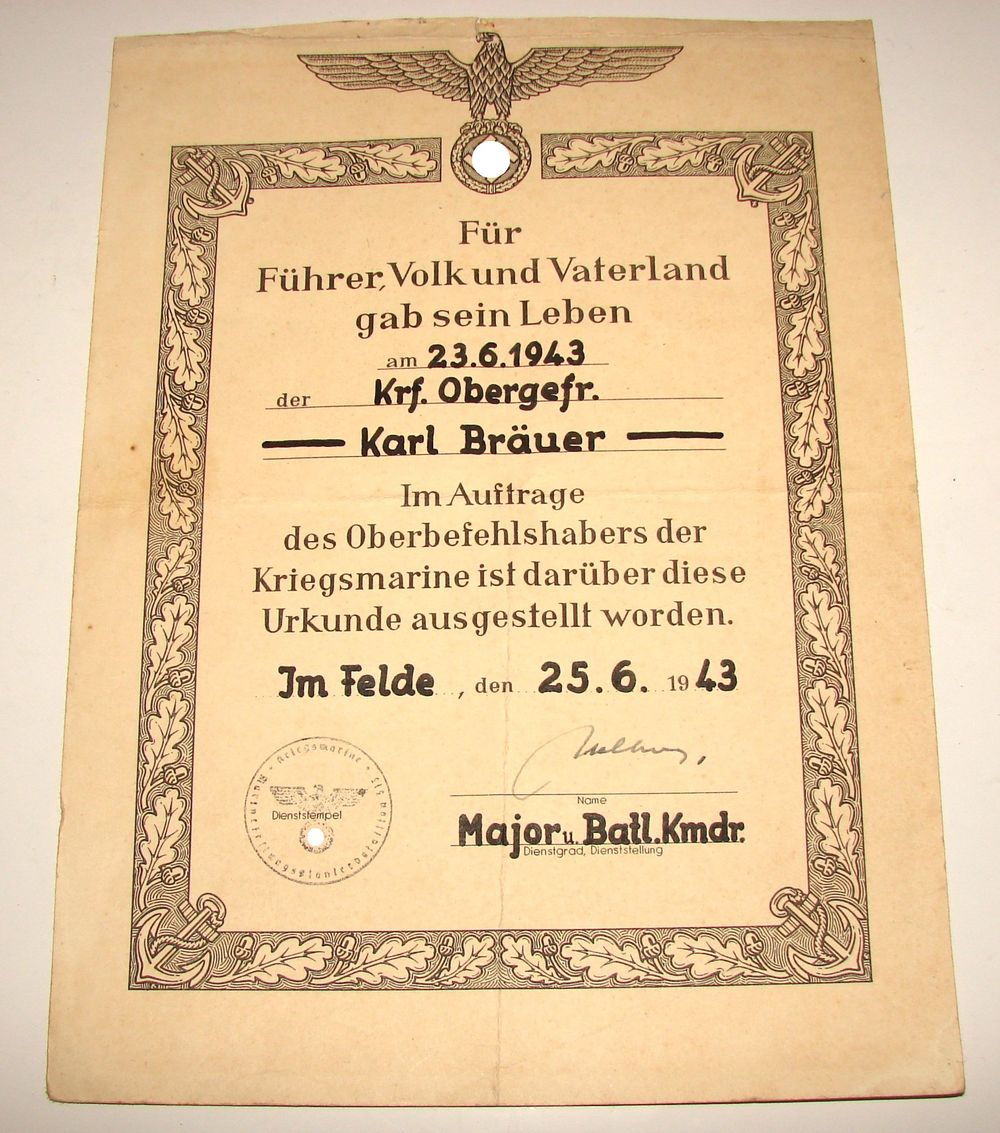 Für
Führer, Volk und Vaterland
gab sein Leben
am 23.6.1943
der Krf. Obergefr.
Karl Bräuer
Im Auftrage
des Oberbefehlshabers der
Kriegsmarine ist darüber diese
Urkunde ausgestellt worden.
Im Felde, den 25.6. 1943
Kriegsmarine
Dienststempel
Name
Major u. Batl. Kmdr.
Dienstgrad, Dienststellung